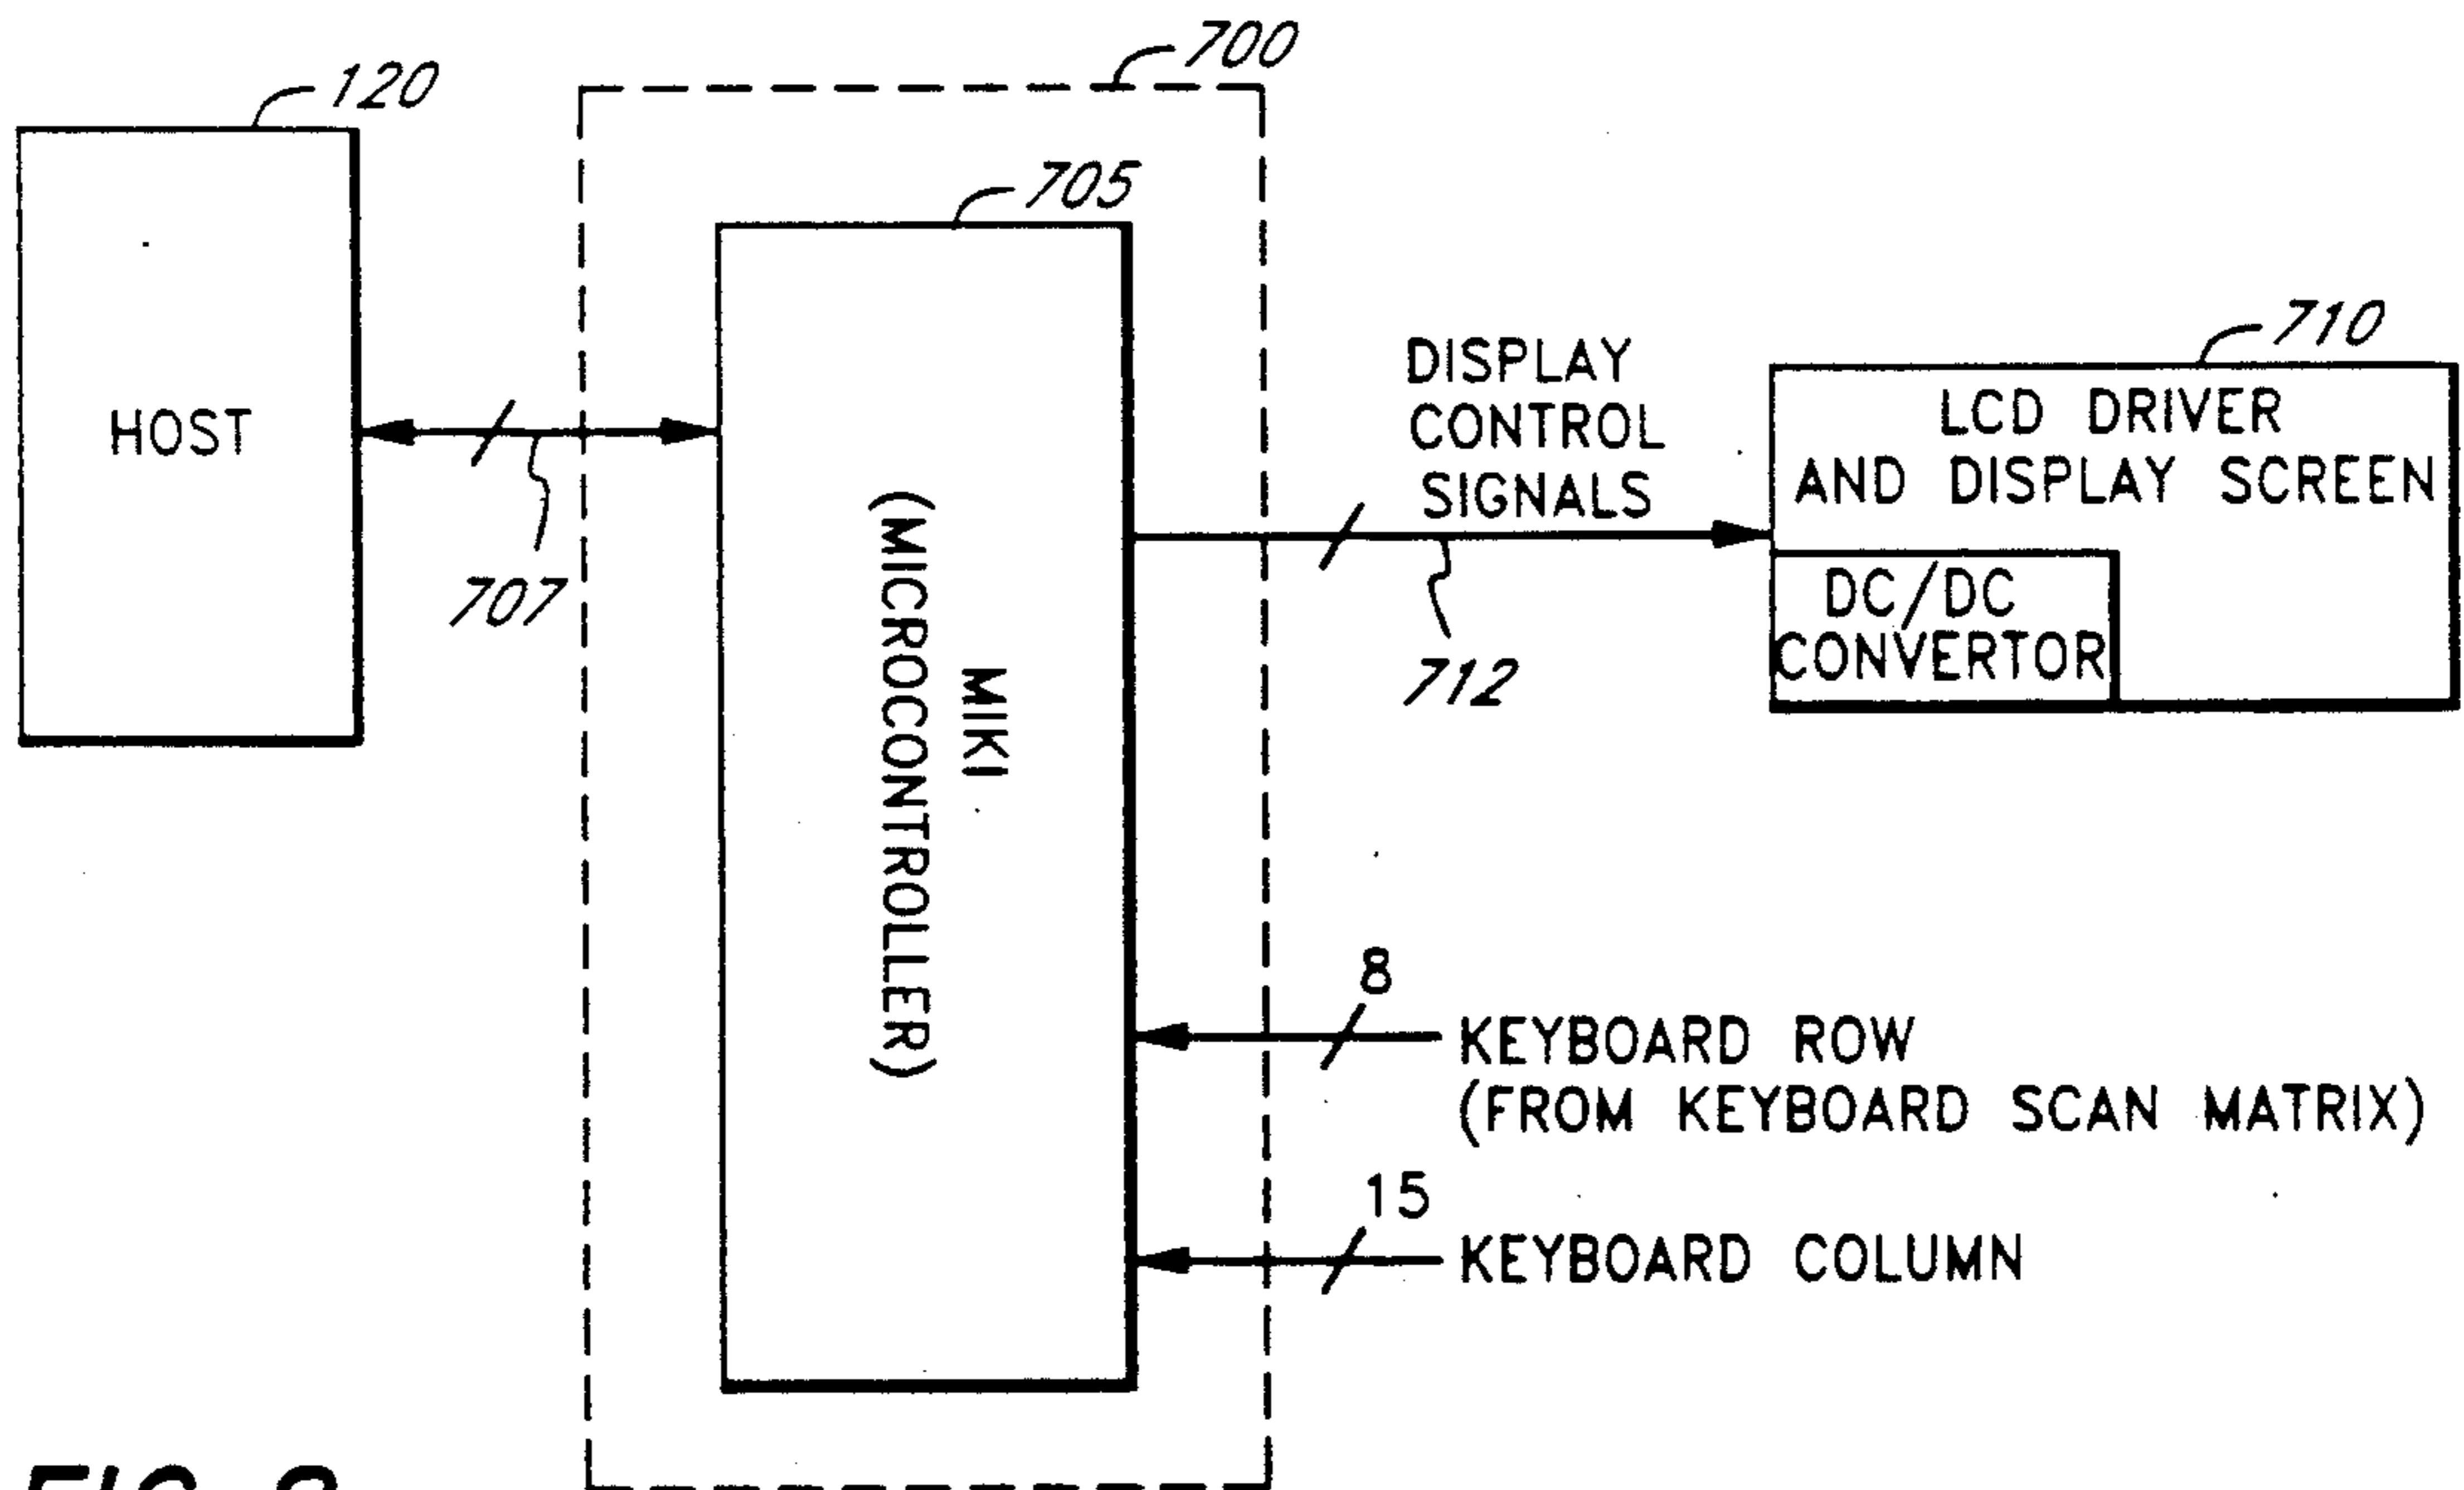 120
700
705
HOST
707
MIKI
(MICROCONTROLLER)
DISPLAY
CONTROL
SIGNALS
712
710
LCD DRIVER
AND DISPLAY SCREEN
DC/DC
CONVERTOR
8
KEYBOARD ROW
(FROM KEYBOARD SCAN MATRIX)
15
KEYBOARD COLUMN
FIG.